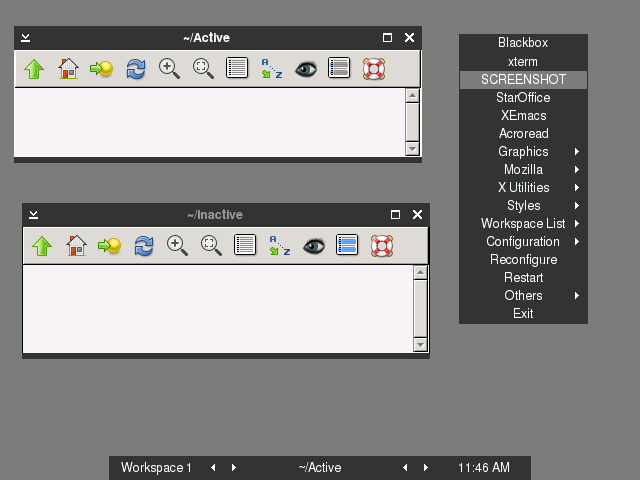 ~/Active
A
Z
~/Inactive
A
Z
Blackbox
xterm
SCREENSHOT
StarOffice
XEmacs
Acroread
Graphics
Mozilla
X Utilities
Styles
Workspace List
Configuration
Reconfigure
Restart
Others
Exit
Workspace 1 ~/Active 11:46 AM